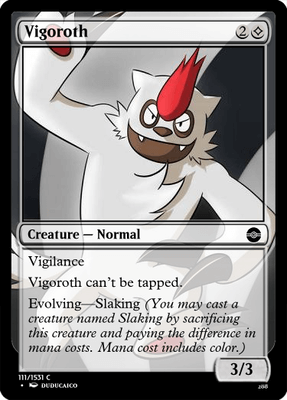 Vigoroth 2
Creature — Normal
Vigilance
Vigoroth can't be tapped.
Evolving—Slaking (You may cast a
creature named Slaking by sacrificing
this creature and paying the difference in
mana costs. Mana cost includes color.)
3/3
111/1531 C
• DUDUCAICO